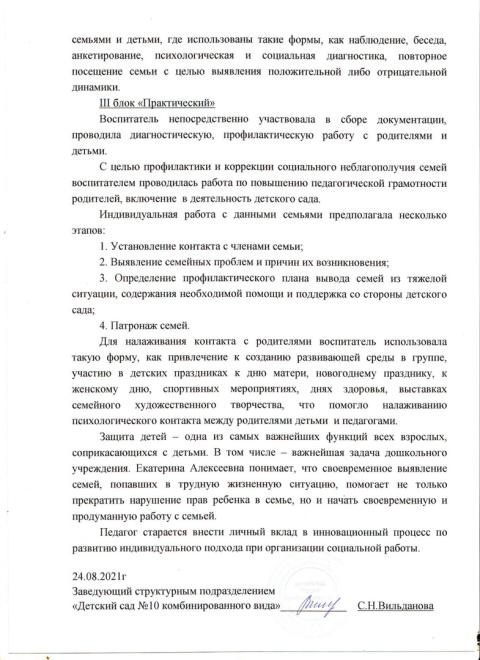 семьями и детьми, где использованы такие формы, как наблюдение, беседа,
анкетирование, психологическая и социальная диагностика, повторное
посещение семьи с целью выявления положительной либо отрицательной
динамики.
III блок «Практический»
Воспитатель непосредственно участвовала в сборе документации,
проводила диагностическую, профилактическую работу с родителями и
детьми.
С целью профилактики и коррекции социального неблагополучия семей
воспитателем проводилась работа по повышению педагогической грамотности
родителей, включение в деятельность детского сада.
Индивидуальная работа с данными семьями предполагала несколько
этапов:
1. Установление контакта с членами семьи;
2. Выявление семейных проблем и причин их возникновения;
3. Определение профилактического плана вывода семей из тяжелой
ситуации, содержания необходимой помощи и поддержка со стороны детского
сада;
4. Патронаж семей.
Для налаживания контакта с родителями воспитатель использовала
такую форму, как привлечение к созданию развивающей среды в группе,
участию в детских праздниках к дню матери, новогоднему празднику, к
женскому дню, спортивных мероприятиях, днях здоровья, выставках
семейного художественного творчества, что помогло налаживанию
психологического контакта между родителями детьми и педагогами.
Защита детей – одна из самых важнейших функций всех взрослых,
соприкасающихся с детьми. В том числе – важнейшая задача дошкольного
учреждения. Екатерина Алексеевна понимает, что своевременное выявление
семей, попавших в трудную жизненную ситуацию, помогает не только
прекратить нарушение прав ребенка в семье, но и начать своевременную и
продуманную работу с семьей.
Педагог старается внести личный вклад в инновационный процесс по
развитию индивидуального подхода при организации социальной работы.
24.08.2021г
Заведующий структурным подразделением
«Детский сад №10 комбинированного вида» С.Н.Вильданова